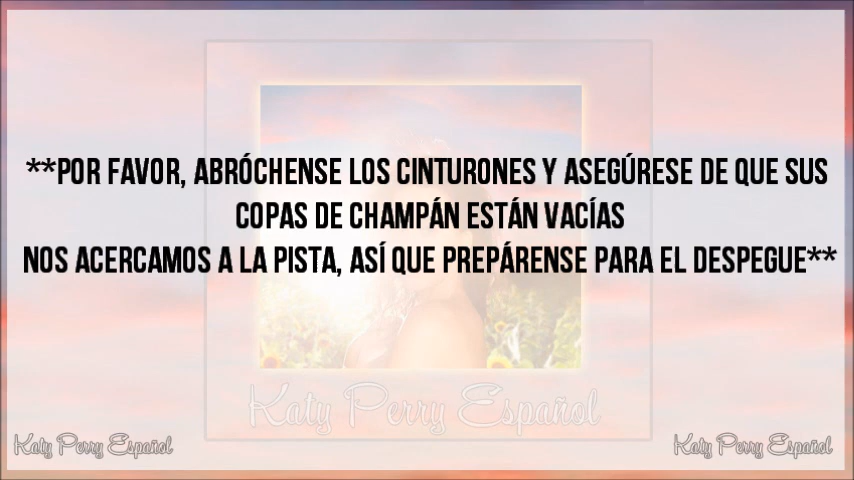 **POR FAVOR, ABRÓCHENSE LOS CINTURONES Y ASEGÚRESE DE QUE SUS
COPAS DE CHAMPÁN ESTÁN VACÍAS
NOS ACERCAMOS A LA PISTA, ASÍ QUE PREPÁRENSE PARA EL DESPEGUE**
Katy Perry Español
Katy Perry Español
Katy Perry Español